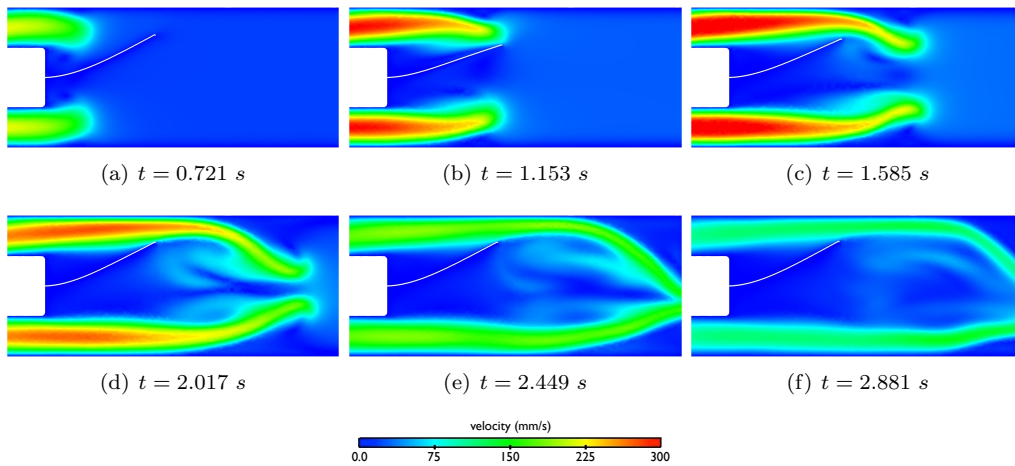 (a) t = 0.721 s
(b) t = 1.153 s
(c) t = 1.585 s
(d) t = 2.017 s
(e) t = 2.449 s
(f) t = 2.881 s
velocity (mm/s)
0.0 75 150 225 300